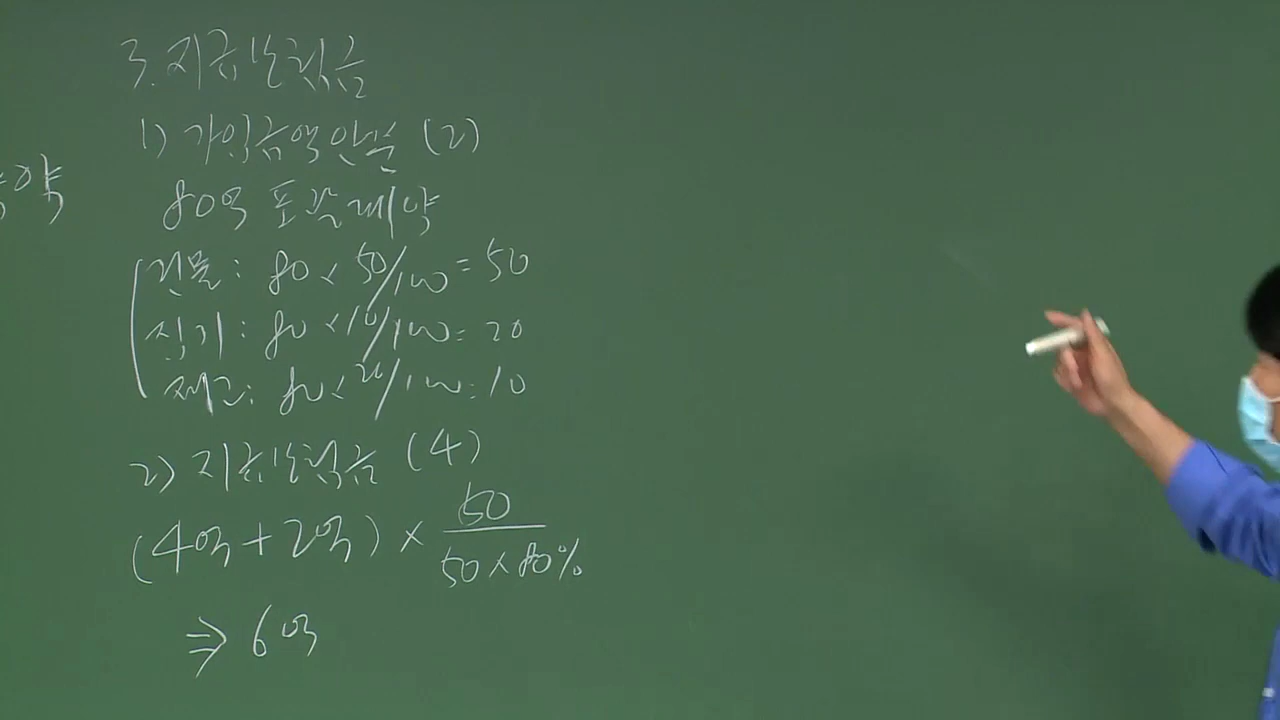 3. 지급보험금
1) 가입금액안분 (2)
80억 포괄계약
건물: 80 × 50/100 = 50
집기: 80 × 10/100 = 20
재고: 80 × 20/100 = 10
2) 지급보험금 (4)
(4억 + 2억) × 50 / 50 × 80%
⇒ 6억